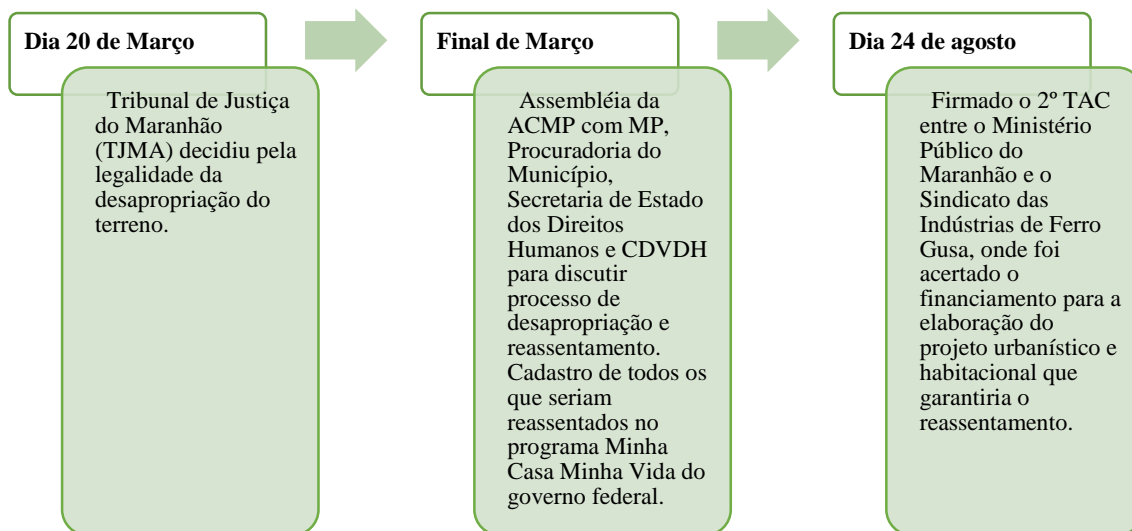 Dia 20 de Março
Tribunal de Justiça
do Maranhão
(TJMA) decidiu pela
legalidade da
desapropriação do
terreno.
Final de Março
Assembléia da
ACMP com MP,
Procuradoria do
Município,
Secretaria de Estado
dos Direitos
Humanos e CDVDH
para discutir
processo de
desapropriação e
reassentamento.
Cadastro de todos os
que seriam
reassentados no
programa Minha
Casa Minha Vida do
governo federal.
Dia 24 de agosto
Firmado o 2º TAC
entre o Ministério
Público do
Maranhão e o
Sindicato das
Indústrias de Ferro
Gusa, onde foi
acertado o
financiamento para a
elaboração do
projeto urbanístico e
habitacional que
garantiria o
reassentamento.